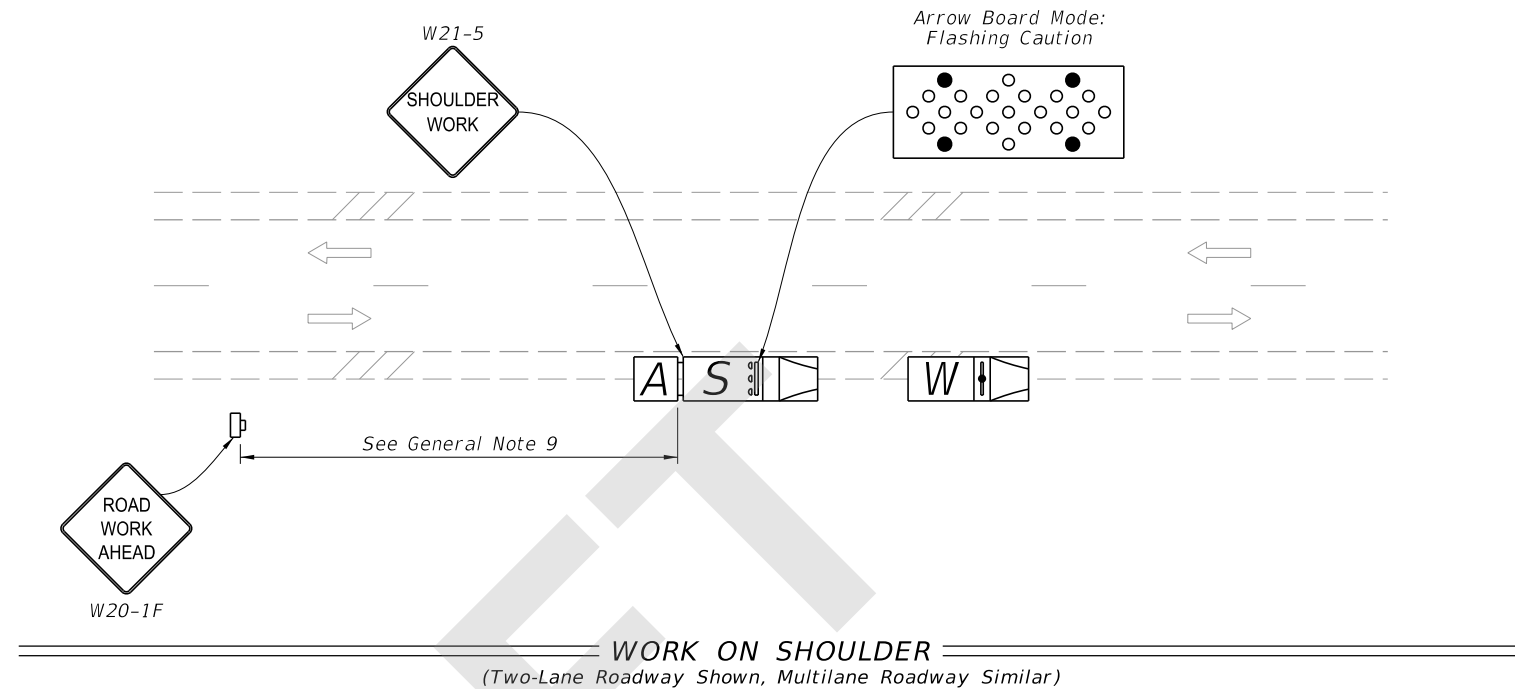 W21-5
SHOULDER
WORK
Arrow Board Mode:
Flashing Caution
A
S
W
See General Note 9
ROAD
WORK
AHEAD
W20-1F
WORK ON SHOULDER
(Two-Lane Roadway Shown, Multilane Roadway Similar)